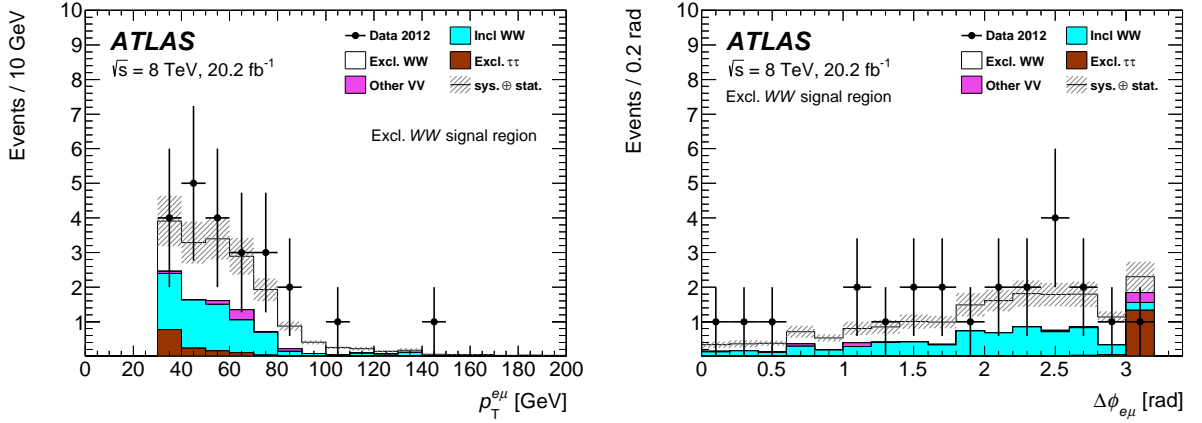 Events / 10 GeV
10
9
8
7
6
5
4
3
2
1
ATLAS
√s = 8 TeV, 20.2 fb⁻¹
Data 2012
Incl WW
Excl. WW
Excl. ττ
Other VV
sys. ⊕ stat.
Excl. WW signal region
0 20 40 60 80 100 120 140 160 180 200
p_T^{eμ} [GeV]
Events / 0.2 rad
10
9
8
7
6
5
4
3
2
1
ATLAS
√s = 8 TeV, 20.2 fb⁻¹
Excl. WW signal region
Data 2012
Incl WW
Excl. WW
Excl. ττ
Other VV
sys. ⊕ stat.
0 0.5 1 1.5 2 2.5 3
Δϕ_{eμ} [rad]